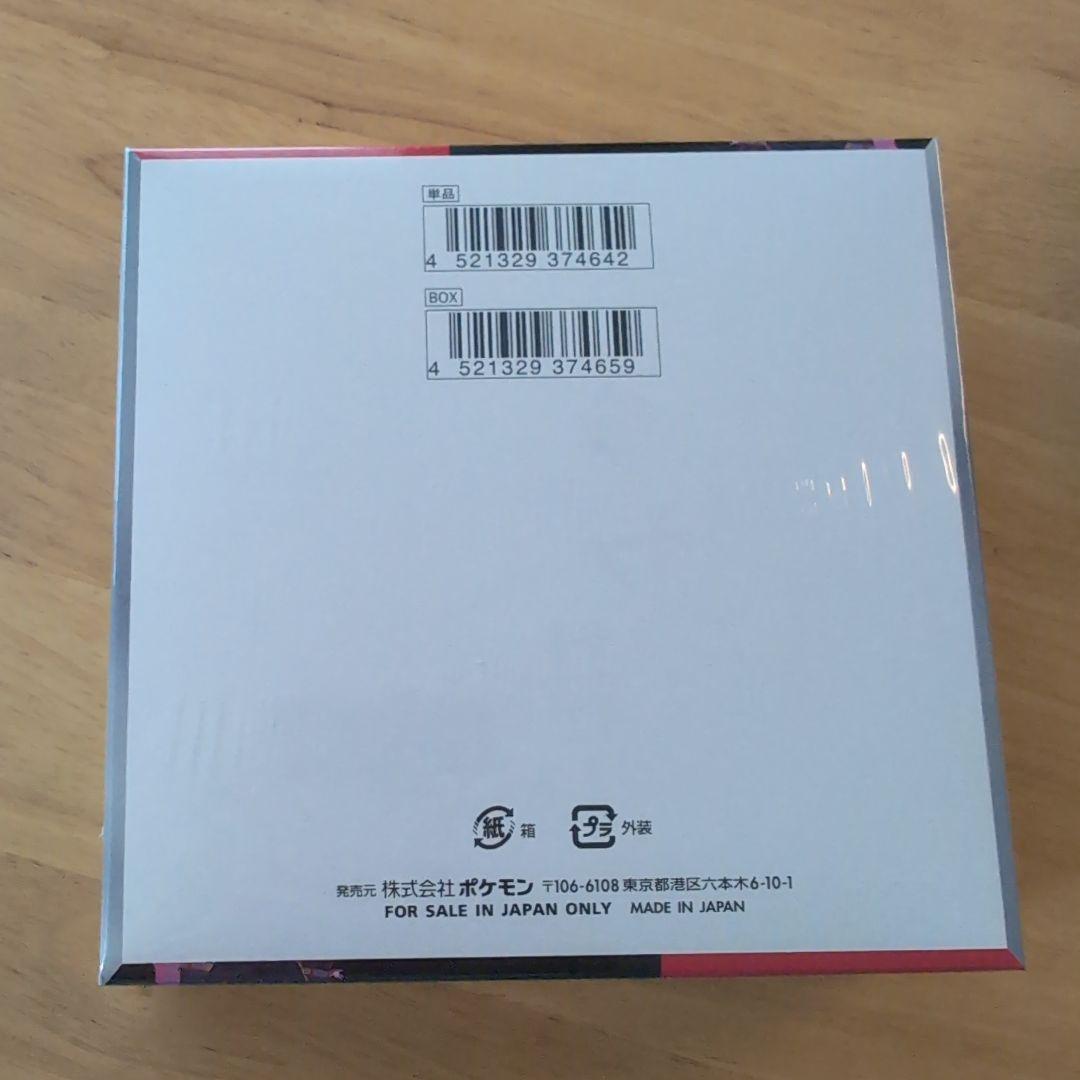 単品
4 521329 374642
BOX
4 521329 374659
紙 箱 プラ 外装
発売元 株式会社 ポケモン 〒106-6108 東京都港区六本木6-10-1
FOR SALE IN JAPAN ONLY MADE IN JAPAN